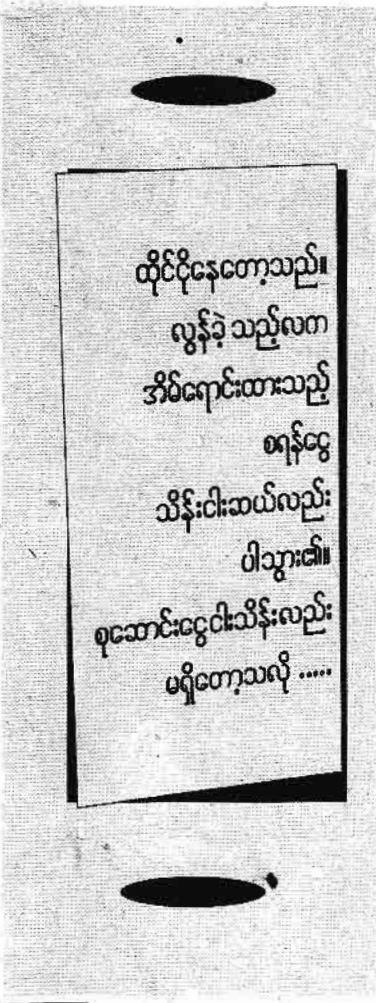 ထိုင်ငိုနေတော့သည်။
လွန်ခဲ့သည့်လက
အိမ်ရောင်းထားသည့်
စရန်ငွေ
သိန်းငါးဆယ်လည်း
ပါသွား၏။
စုဆောင်းငွေငါးသိန်းလည်း
မရှိတော့သလို .....